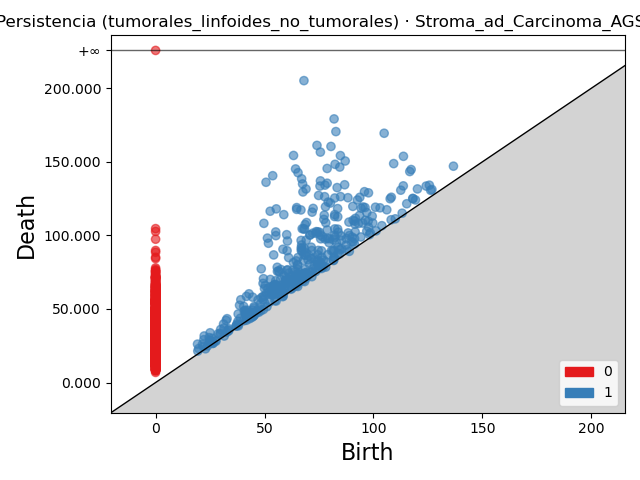 Persistencia (tumorales_linfoides_no_tumorales) · Stroma_ad_Carcinoma_AGS
+∞
200.000
150.000
100.000
50.000
0.000
Death
0
1
0 50 100 150 200
Birth